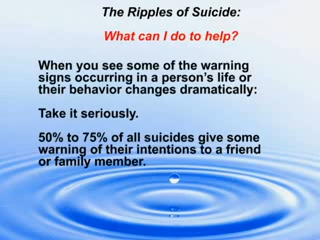 The Ripples of Suicide:
What can I do to help?
When you see some of the warning
signs occurring in a person's life or
their behavior changes dramatically:
Take it seriously.
50% to 75% of all suicides give some
warning of their intentions to a friend
or family member.